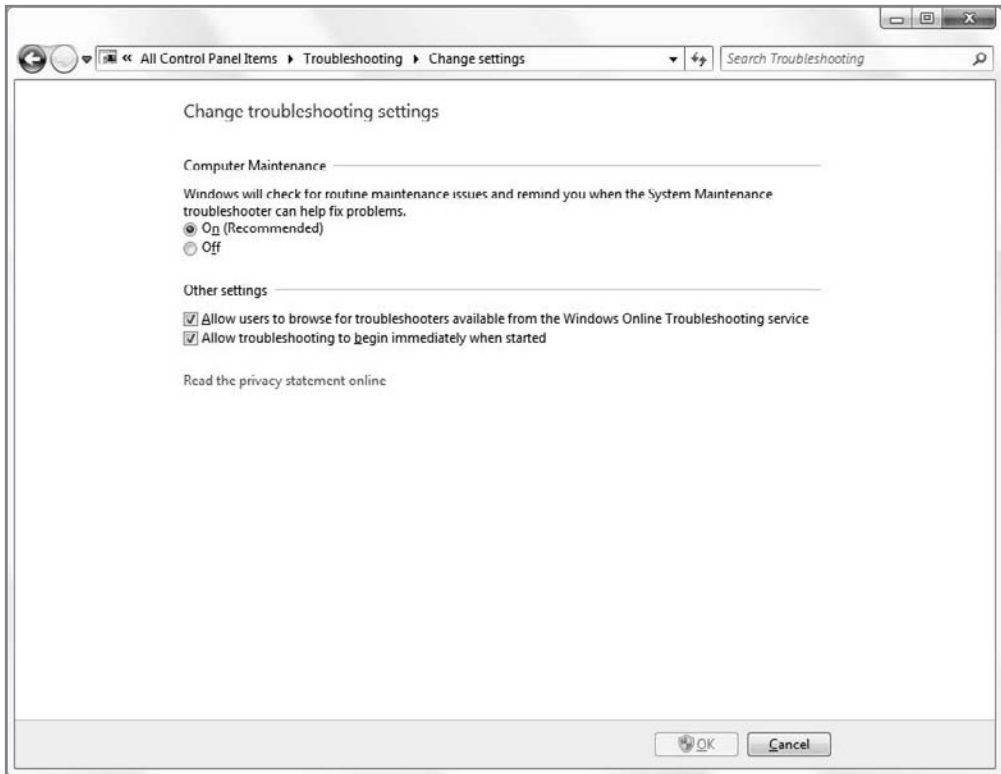 « All Control Panel Items ▸ Troubleshooting ▸ Change settings
Search Troubleshooting
Change troubleshooting settings
Computer Maintenance
Windows will check for routine maintenance issues and remind you when the System Maintenance
troubleshooter can help fix problems.
On (Recommended)
Off
Other settings
Allow users to browse for troubleshooters available from the Windows Online Troubleshooting service
Allow troubleshooting to begin immediately when started
Read the privacy statement online
OK
Cancel